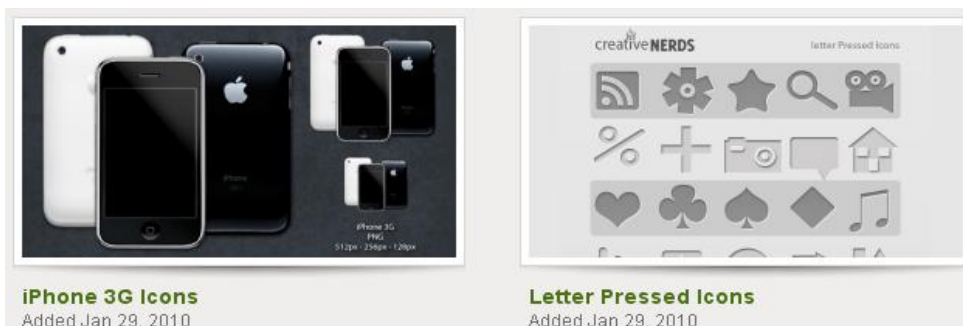 iPhone 3G
PNG
512px - 256px - 128px
iPhone 3G Icons
Added Jan 29, 2010
creativeNERDS
letter Pressed Icons
Letter Pressed Icons
Added Jan 29, 2010